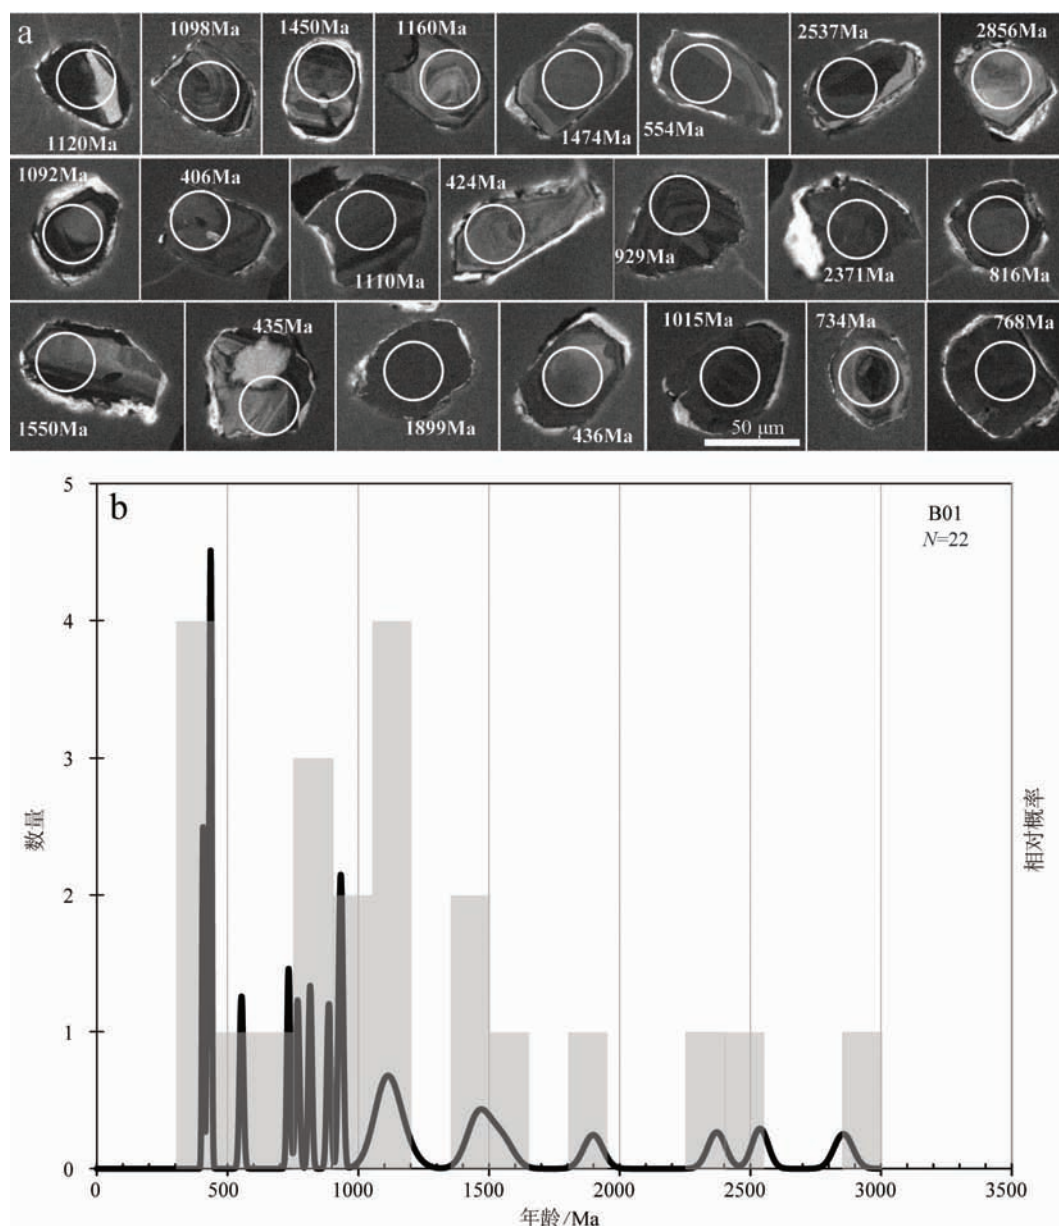 a
1098Ma
1450Ma
1160Ma
2537Ma
2856Ma
1120Ma
1474Ma
554Ma
1092Ma
406Ma
424Ma
1110Ma
929Ma
2371Ma
816Ma
435Ma
1015Ma
734Ma
768Ma
1550Ma
1899Ma
436Ma
50 μm
b
B01
N=22
5
4
3
2
1
0
数量
相对概率
0 500 1000 1500 2000 2500 3000 3500
年龄/Ma